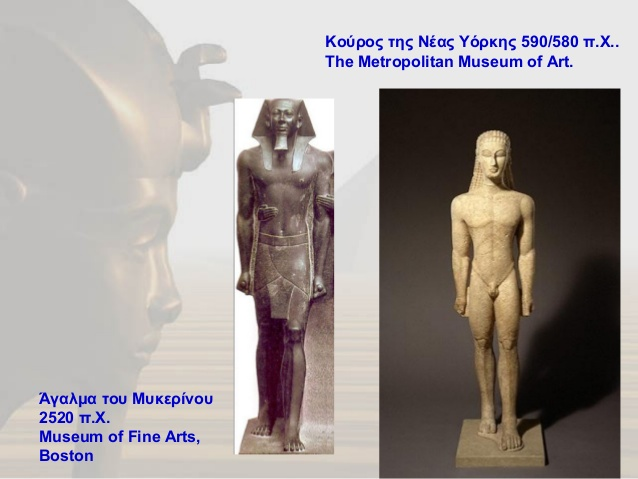 Κούρος της Νέας Υόρκης 590/580 π.Χ..
The Metropolitan Museum of Art.
Άγαλμα του Μυκερίνου
2520 π.Χ.
Museum of Fine Arts,
Boston